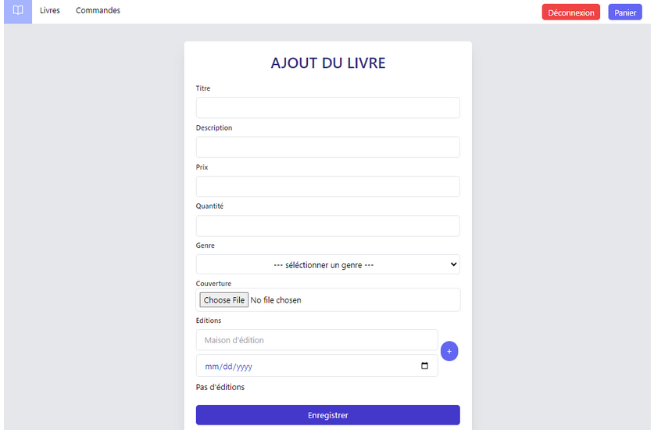 Livres Commandes Déconnexion Panier
AJOUT DU LIVRE
Titre
Description
Prix
Quantité
Genre
--- séléctionner un genre ---
Couverture
Choose File No file chosen
Editions
Maison d'édition
+
mm/dd/yyyy
Pas d'éditions
Enregistrer